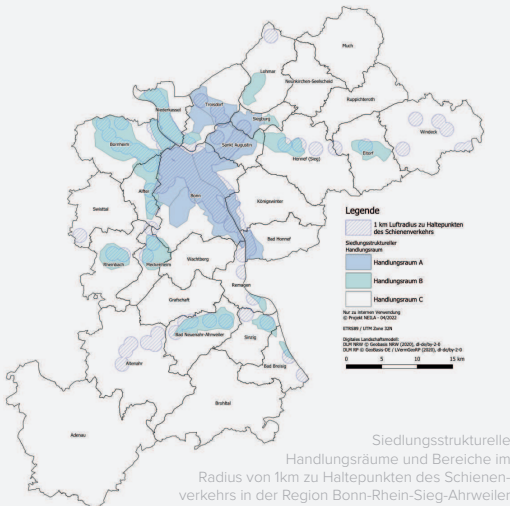 Much
Lohmar
Neunkirchen-Seelscheid
Ruppichteroth
Troisdorf
Niederkassel
Siegburg
Windeck
Bornheim
Sankt Augustin
Hennef (Sieg)
Eitorf
Alfter
Bonn
Königswinter
Swisttal
Bad Honnef
Rheinbach
Meckenheim
Wachtberg
Remagen
Grafschaft
Bad Neuenahr-Ahrweiler
Sinzig
Altenahr
Bad Breisig
Brohltal
Adenau
Legende
1 km Luftradius zu Haltepunkten
des Schienenverkehrs
Siedlungsstruktureller
Handlungsraum
Handlungsraum A
Handlungsraum B
Handlungsraum C
Nur zu internen Verwendung
© Projekt NEILA - 04/2022
ETRS89 / UTM Zone 32N
Digitales Landschaftsmodell:
DLM NRW © Geobasis NRW (2020), dl-de/by-2-0
DLM RP © GeoBasis-DE / LVermGeoRP (2020), dl-de/by-2-0
0 5 10 15 km
Siedlungsstrukturelle
Handlungsräume und Bereiche im
Radius von 1km zu Haltepunkten des Schienen-
verkehrs in der Region Bonn-Rhein-Sieg-Ahrweiler